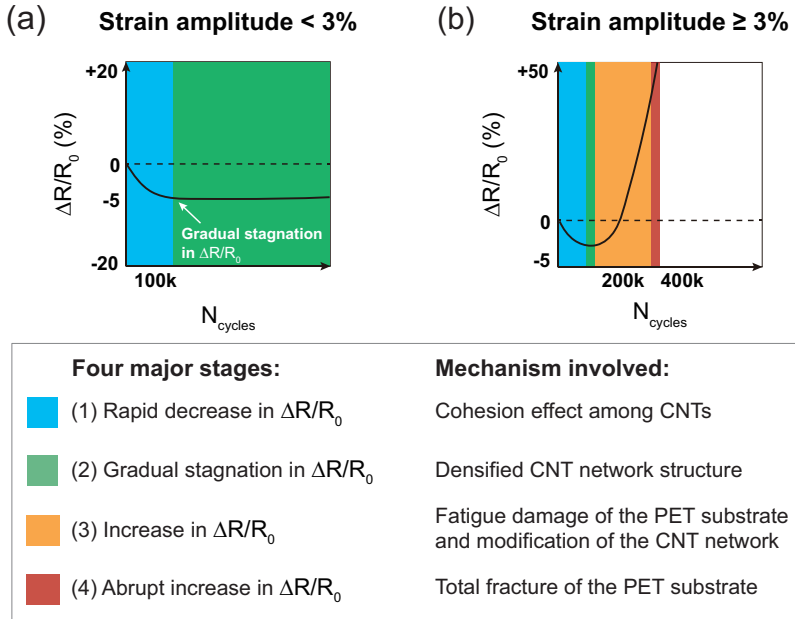 (a) Strain amplitude < 3%
+20
0
-5
-20
ΔR/R0 (%)
Gradual stagnation
in ΔR/R0
100k
Ncycles
(b) Strain amplitude ≥ 3%
+50
0
-5
ΔR/R0 (%)
200k 400k
Ncycles
Four major stages: Mechanism involved:
(1) Rapid decrease in ΔR/R0 Cohesion effect among CNTs
(2) Gradual stagnation in ΔR/R0 Densified CNT network structure
(3) Increase in ΔR/R0 Fatigue damage of the PET substrate
and modification of the CNT network
(4) Abrupt increase in ΔR/R0 Total fracture of the PET substrate